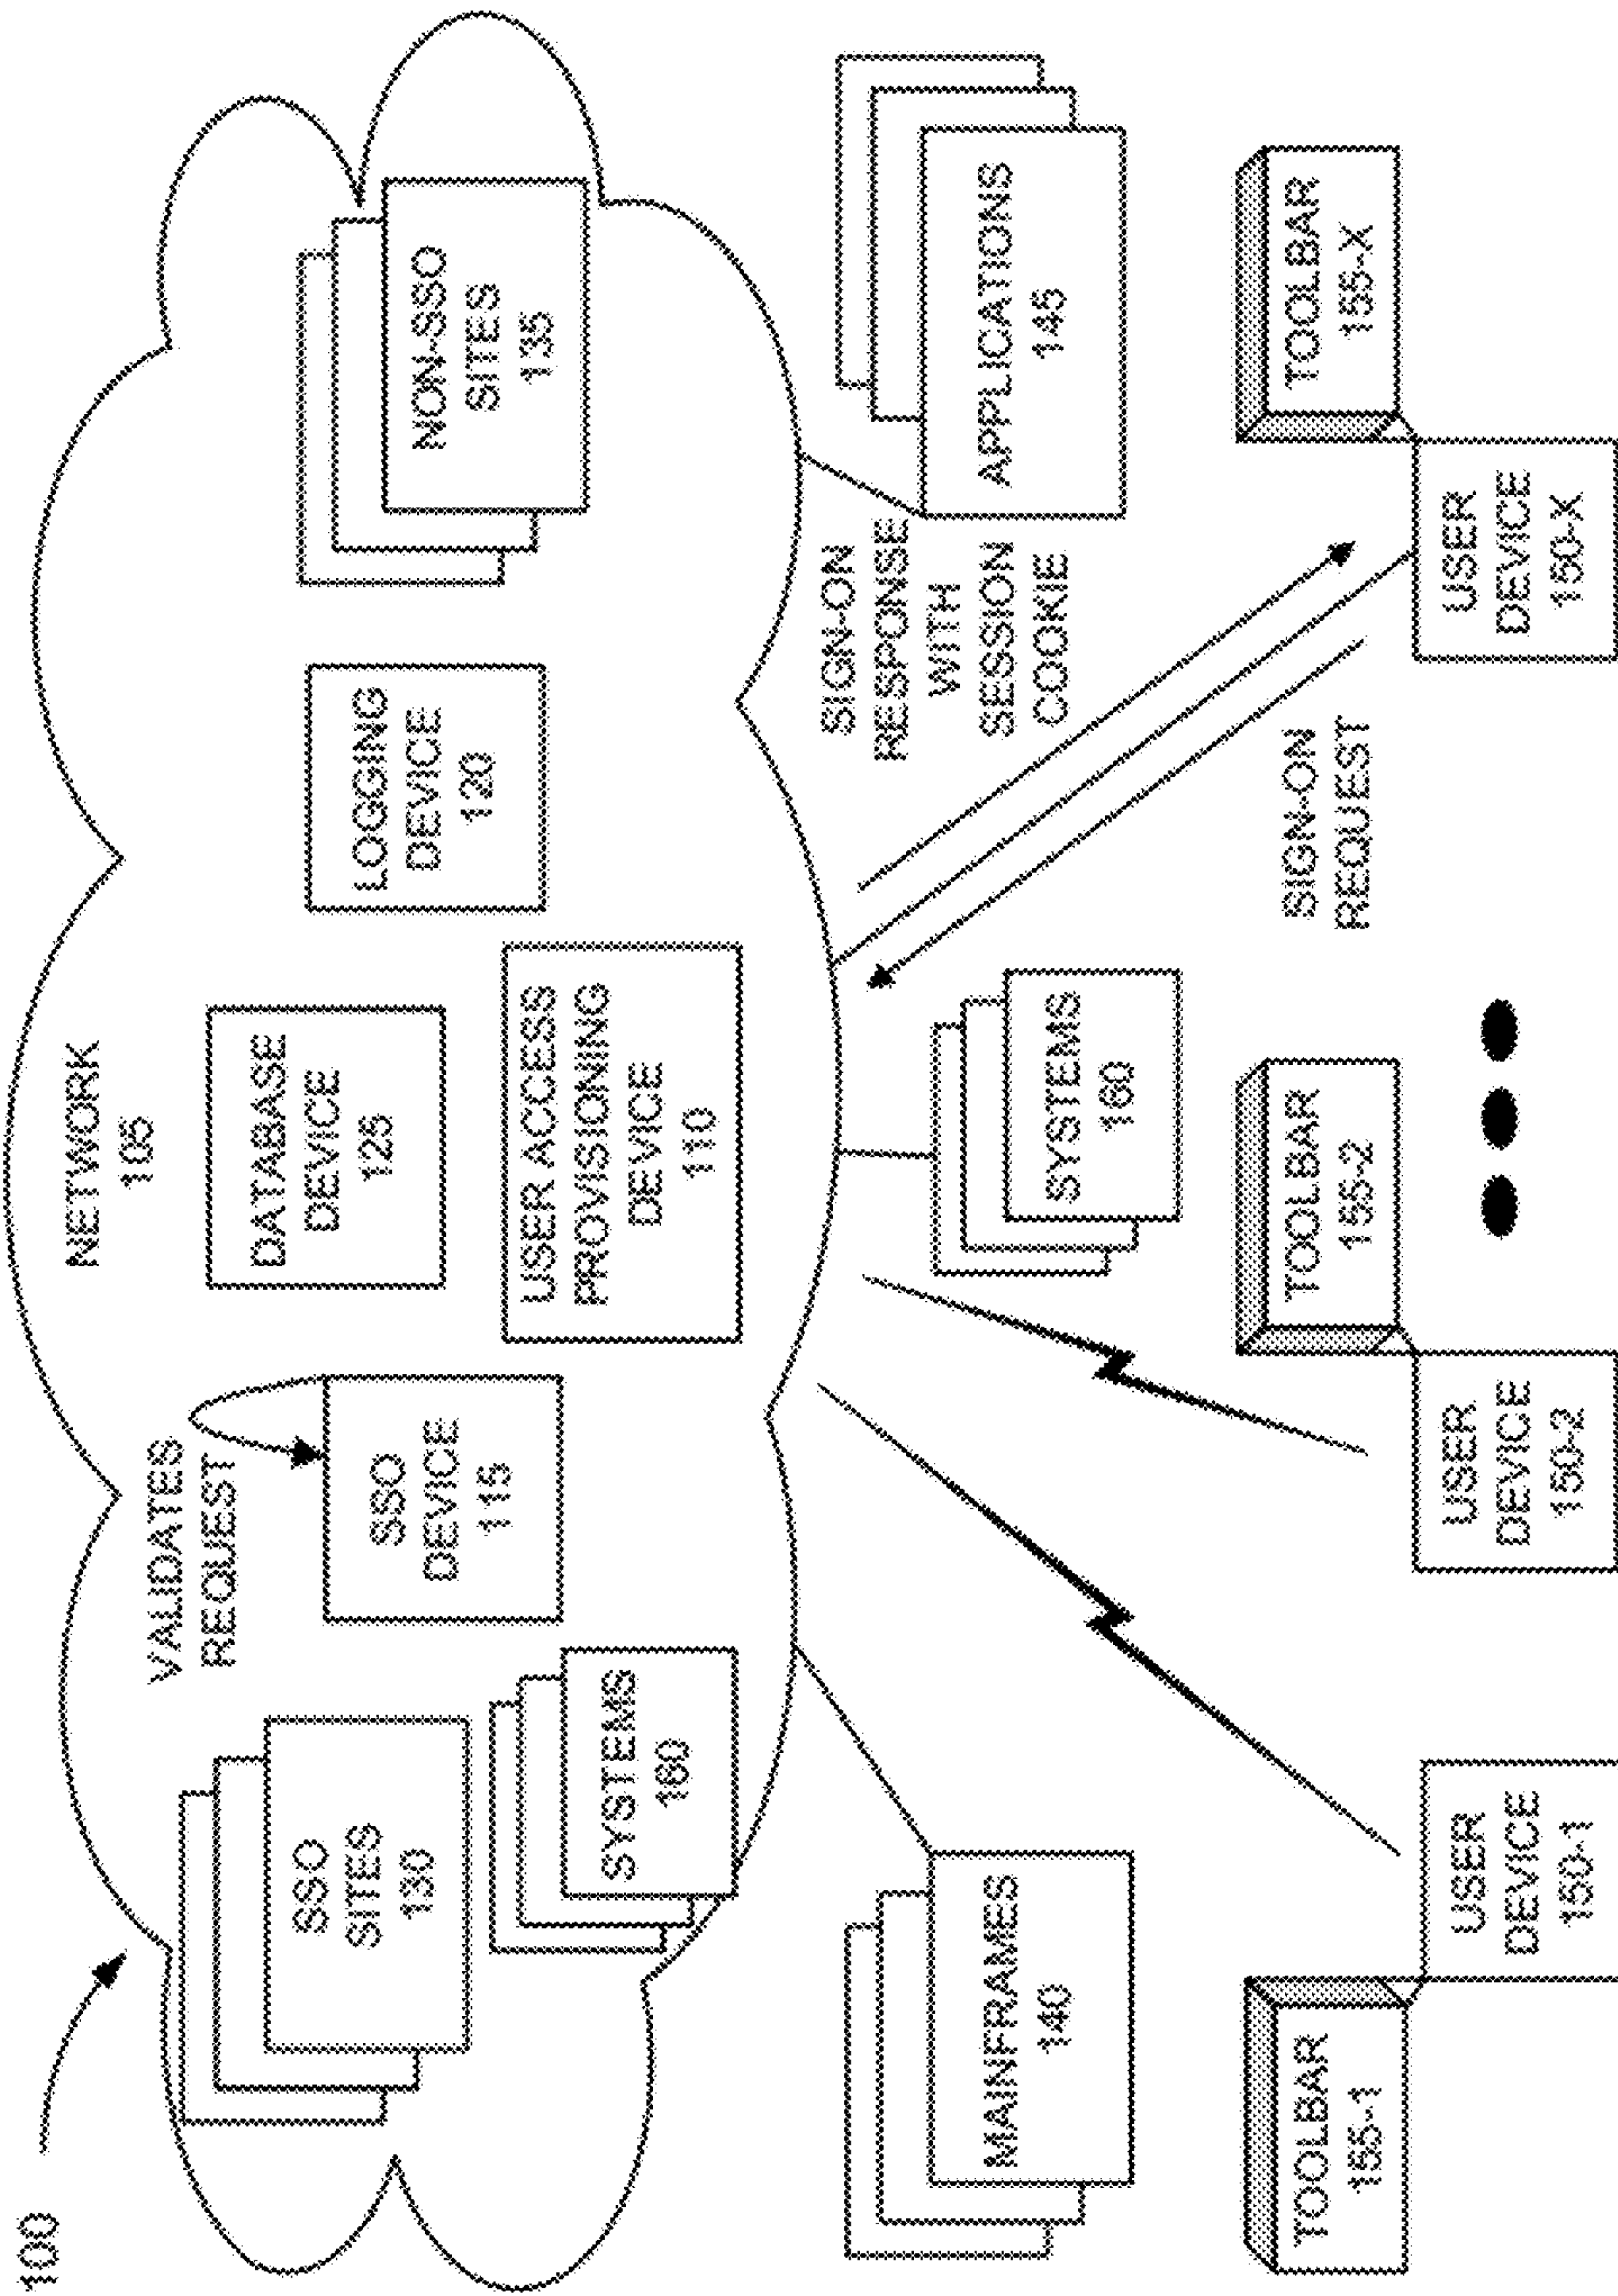 100
NETWORK
105
VALIDATES
REQUEST
SSO
SITES
130
SYSTEMS
160
SSO
DEVICE
115
DATABASE
DEVICE
125
USER ACCESS
PROVISIONING
DEVICE
110
LOGGING
DEVICE
120
NON-SSO
SITES
135
MAINFRAMES
140
SYSTEMS
160
SIGN-ON
RESPONSE
WITH
SESSION
COOKIE
APPLICATIONS
145
SIGN-ON
REQUEST
TOOLBAR
155-1
USER
DEVICE
150-1
TOOLBAR
155-2
USER
DEVICE
150-2
TOOLBAR
155-X
USER
DEVICE
150-X